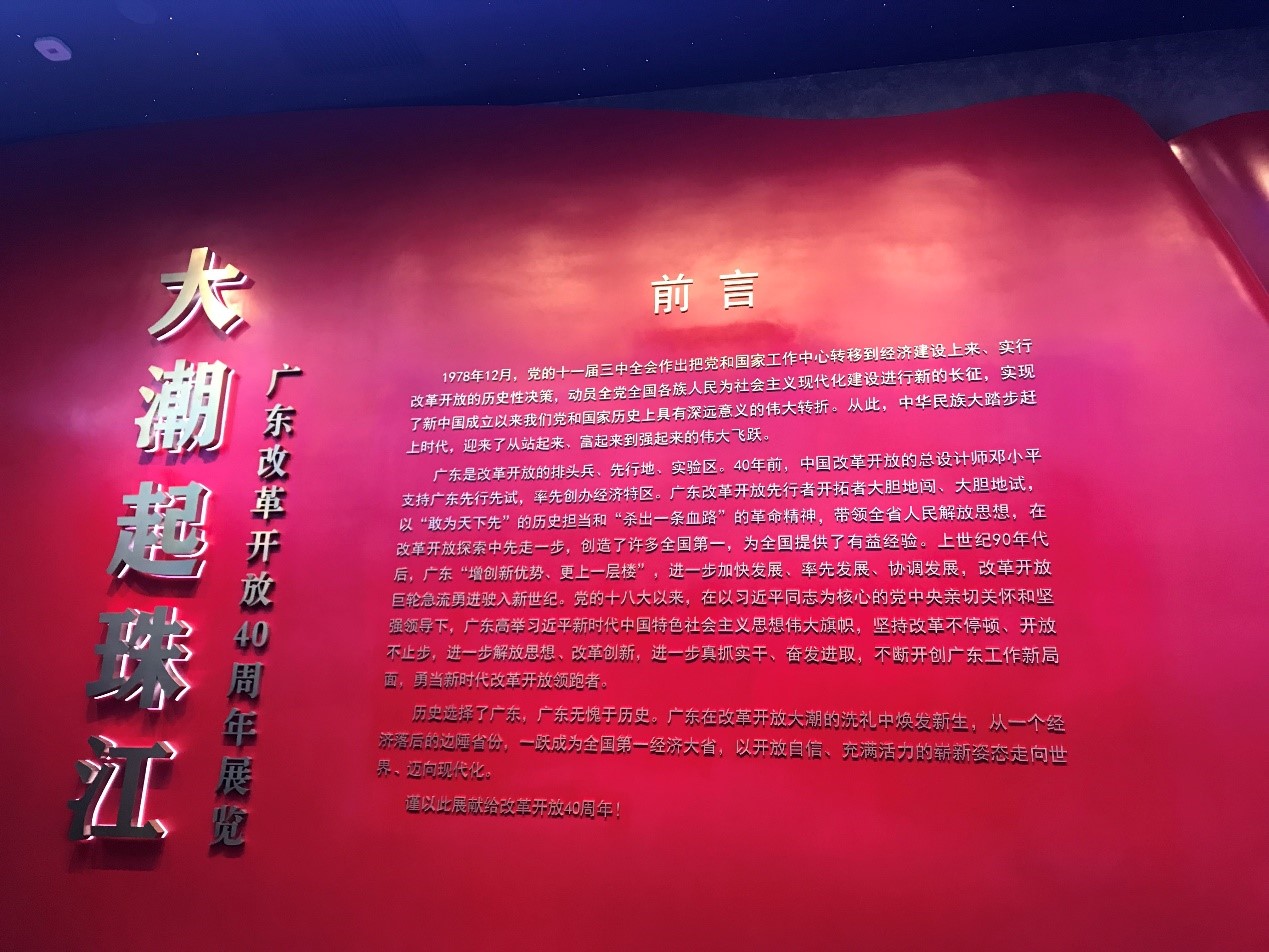 大潮起珠江
广东改革开放40周年展览
前言
1978年12月，党的十一届三中全会作出把党和国家工作中心转移到经济建设上来、实行
改革开放的历史性决策，动员全党全国各族人民为社会主义现代化建设进行新的长征，实现
了新中国成立以来我们党和国家历史上具有深远意义的伟大转折。从此，中华民族大踏步赶
上时代，迎来了从站起来、富起来到强起来的伟大飞跃。
广东是改革开放的排头兵、先行地、实验区。40年前，中国改革开放的总设计师邓小平
支持广东先行先试，率先创办经济特区。广东改革开放先行者开拓者大胆地闯、大胆地试，
以“敢为天下先”的历史担当和“杀出一条血路”的革命精神，带领全省人民解放思想，在
改革开放探索中先走一步，创造了许多全国第一，为全国提供了有益经验。上世纪90年代
后，广东“增创新优势、更上一层楼”，进一步加快发展、率先发展、协调发展，改革开放
巨轮急流勇进驶入新世纪。党的十八大以来，在以习近平同志为核心的党中央亲切关怀和坚
强领导下，广东高举习近平新时代中国特色社会主义思想伟大旗帜，坚持改革不停顿、开放
不止步，进一步解放思想、改革创新，进一步真抓实干、奋发进取，不断开创广东工作新局
面，勇当新时代改革开放领跑者。
历史选择了广东，广东无愧于历史。广东在改革开放大潮的洗礼中焕发新生，从一个经
济落后的边陲省份，一跃成为全国第一经济大省，以开放自信、充满活力的崭新姿态走向世
界、迈向现代化。
谨以此展献给改革开放40周年！